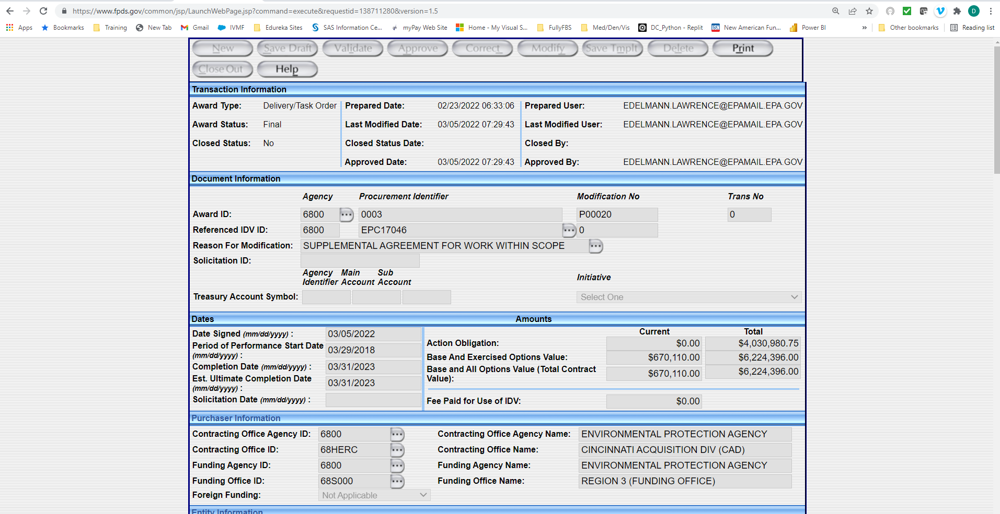 https://www.fpds.gov/common/jsp/LaunchWebPage.jsp?command=execute&requestid=138711280&version=1.5
D
Apps Bookmarks Training New Tab Gmail IVMF Edureka Sites SAS Information Ce... myPay Web Site Home - My Visual S... FullyFBS Med/Den/Vis DC_Python - Replit USN New American Fun... Power BI » Other bookmarks Reading list
New Save Draft Validate Approve Correct Modify Save Tmplt Delete Print
Close Out Help
Transaction Information
Award Type: Delivery/Task Order Prepared Date: 02/23/2022 06:33:06 Prepared User: EDELMANN.LAWRENCE@EPAMAIL.EPA.GOV
Award Status: Final Last Modified Date: 03/05/2022 07:29:43 Last Modified User: EDELMANN.LAWRENCE@EPAMAIL.EPA.GOV
Closed Status: No Closed Status Date: Closed By:
Approved Date: 03/05/2022 07:29:43 Approved By: EDELMANN.LAWRENCE@EPAMAIL.EPA.GOV
Document Information
Agency Procurement Identifier Modification No Trans No
Award ID: 6800 ... 0003 P00020 0
Referenced IDV ID: 6800 EPC17046 ... 0
Reason For Modification: SUPPLEMENTAL AGREEMENT FOR WORK WITHIN SCOPE ...
Solicitation ID:
Agency Main Sub
Identifier Account Account Initiative
Treasury Account Symbol: Select One
Dates Amounts
Current Total
Date Signed (mm/dd/yyyy) : 03/05/2022
Action Obligation: $0.00 $4,030,980.75
Period of Performance Start Date
(mm/dd/yyyy) : 03/29/2018
Base And Exercised Options Value: $670,110.00 $6,224,396.00
Completion Date (mm/dd/yyyy) : 03/31/2023
Base and All Options Value (Total Contract
Value): $670,110.00 $6,224,396.00
Est. Ultimate Completion Date
(mm/dd/yyyy) : 03/31/2023
Solicitation Date (mm/dd/yyyy) : Fee Paid for Use of IDV: $0.00
Purchaser Information
Contracting Office Agency ID: 6800 ... Contracting Office Agency Name: ENVIRONMENTAL PROTECTION AGENCY
Contracting Office ID: 68HERC ... Contracting Office Name: CINCINNATI ACQUISITION DIV (CAD)
Funding Agency ID: 6800 ... Funding Agency Name: ENVIRONMENTAL PROTECTION AGENCY
Funding Office ID: 68S000 ... Funding Office Name: REGION 3 (FUNDING OFFICE)
Foreign Funding: Not Applicable
Entity Information